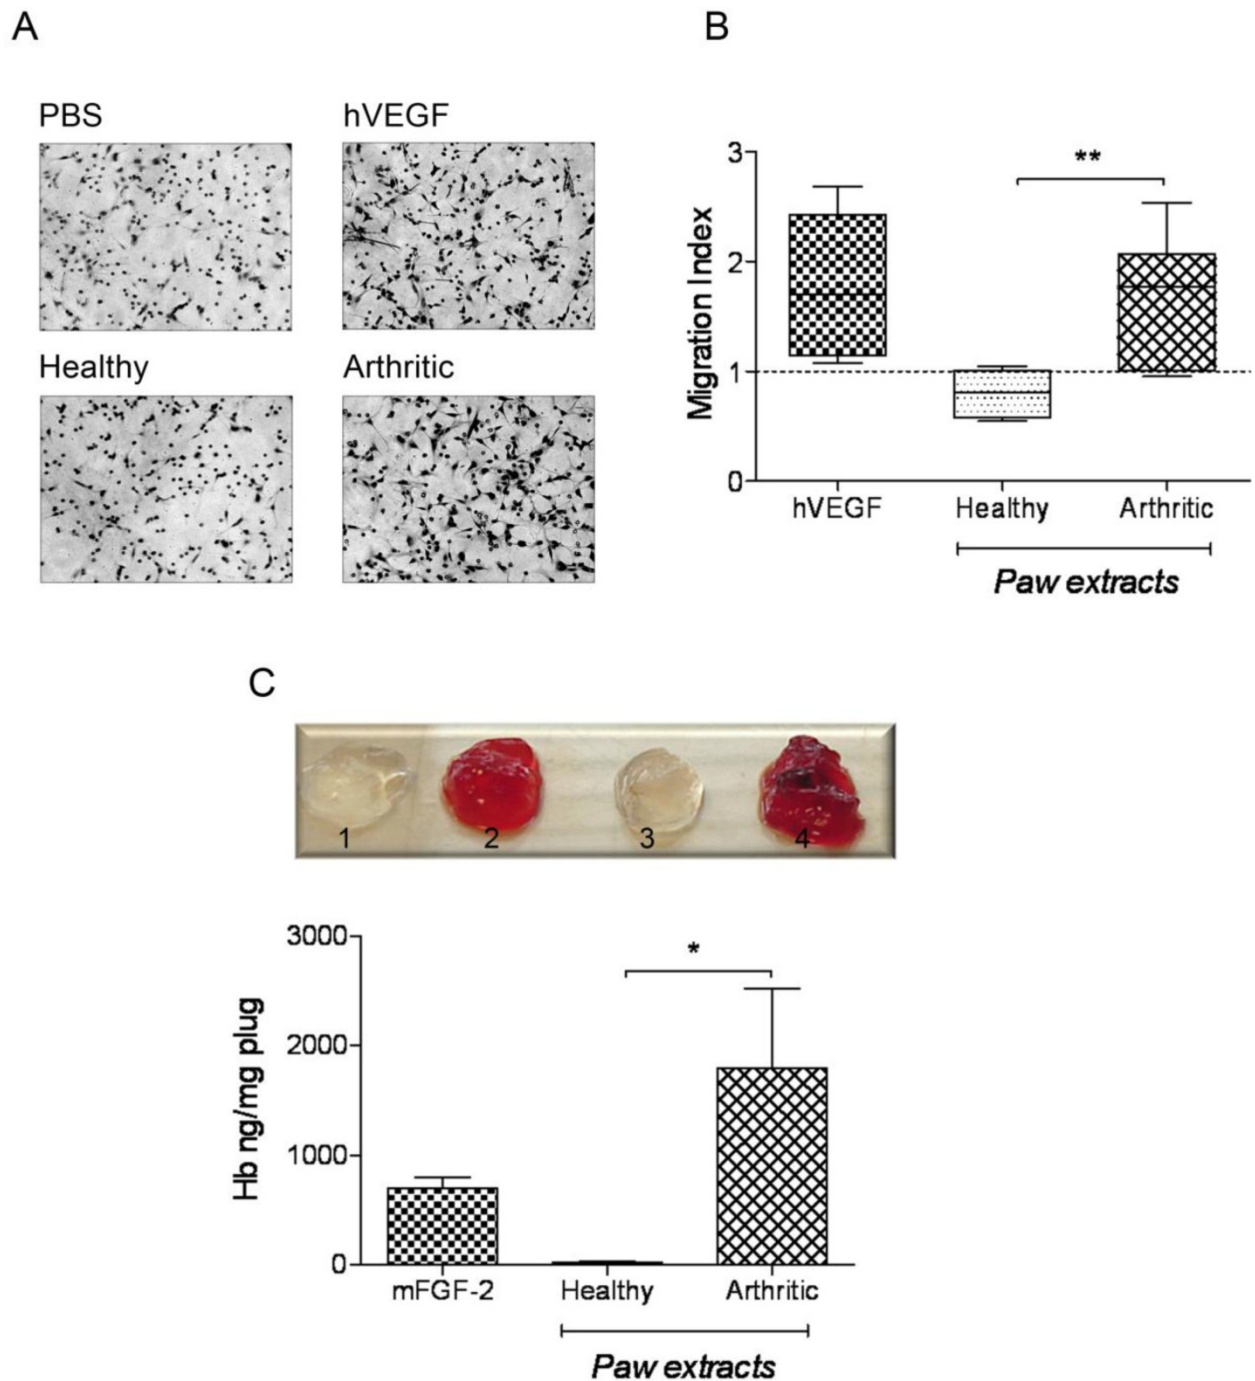 A
PBS
hVEGF
Healthy
Arthritic
B
Migration Index
3
2
1
0
**
hVEGF
Healthy
Arthritic
Paw extracts
C
1
2
3
4
Hb ng/mg plug
3000
2000
1000
0
*
mFGF-2
Healthy
Arthritic
Paw extracts